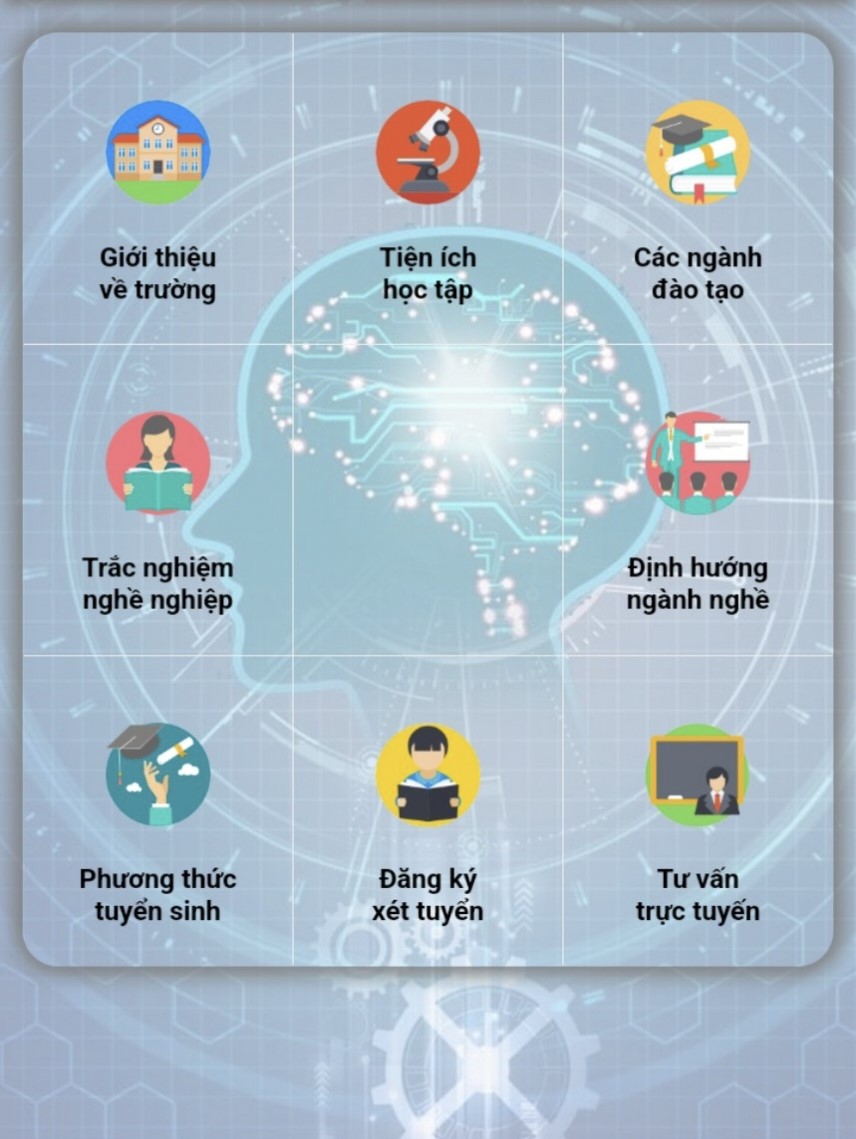 Giới thiệu
về trường
Tiện ích
học tập
Các ngành
đào tạo
Trắc nghiệm
nghề nghiệp
Định hướng
ngành nghề
Phương thức
tuyển sinh
Đăng ký
xét tuyển
Tư vấn
trực tuyến